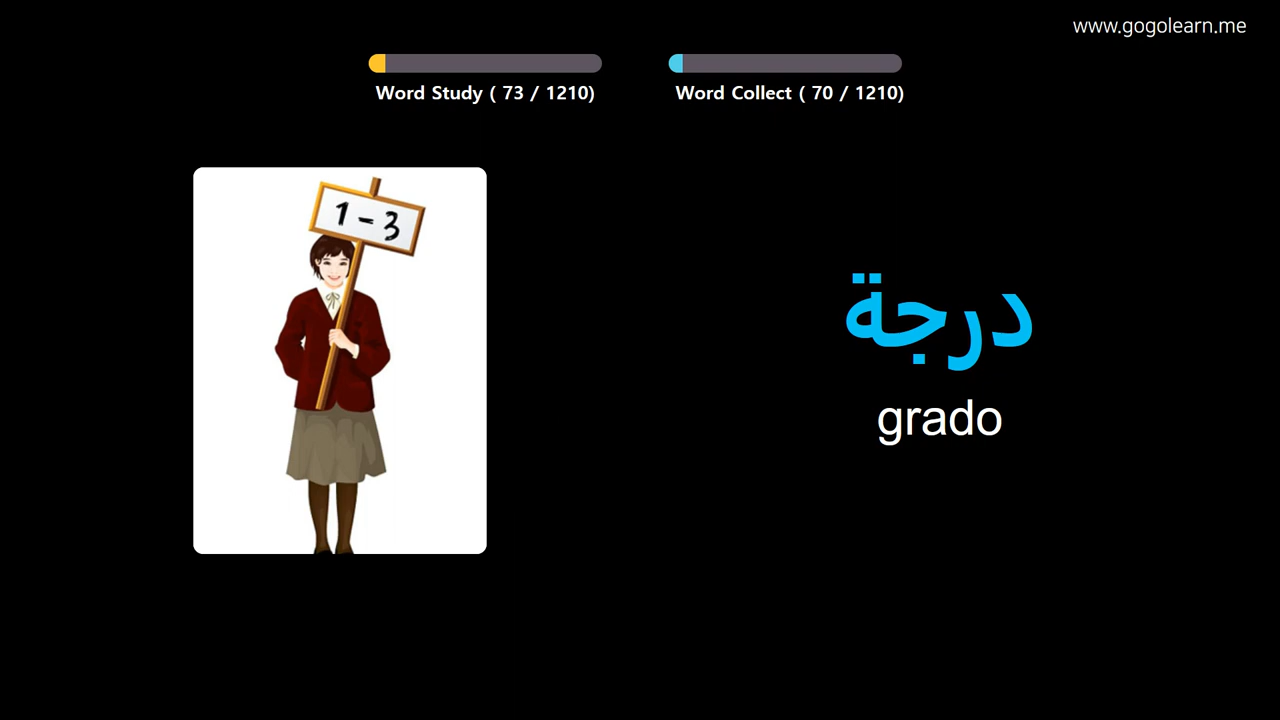 www.gogolearn.me
Word Study ( 73 / 1210)
Word Collect ( 70 / 1210)
1 - 3
درجة
grado